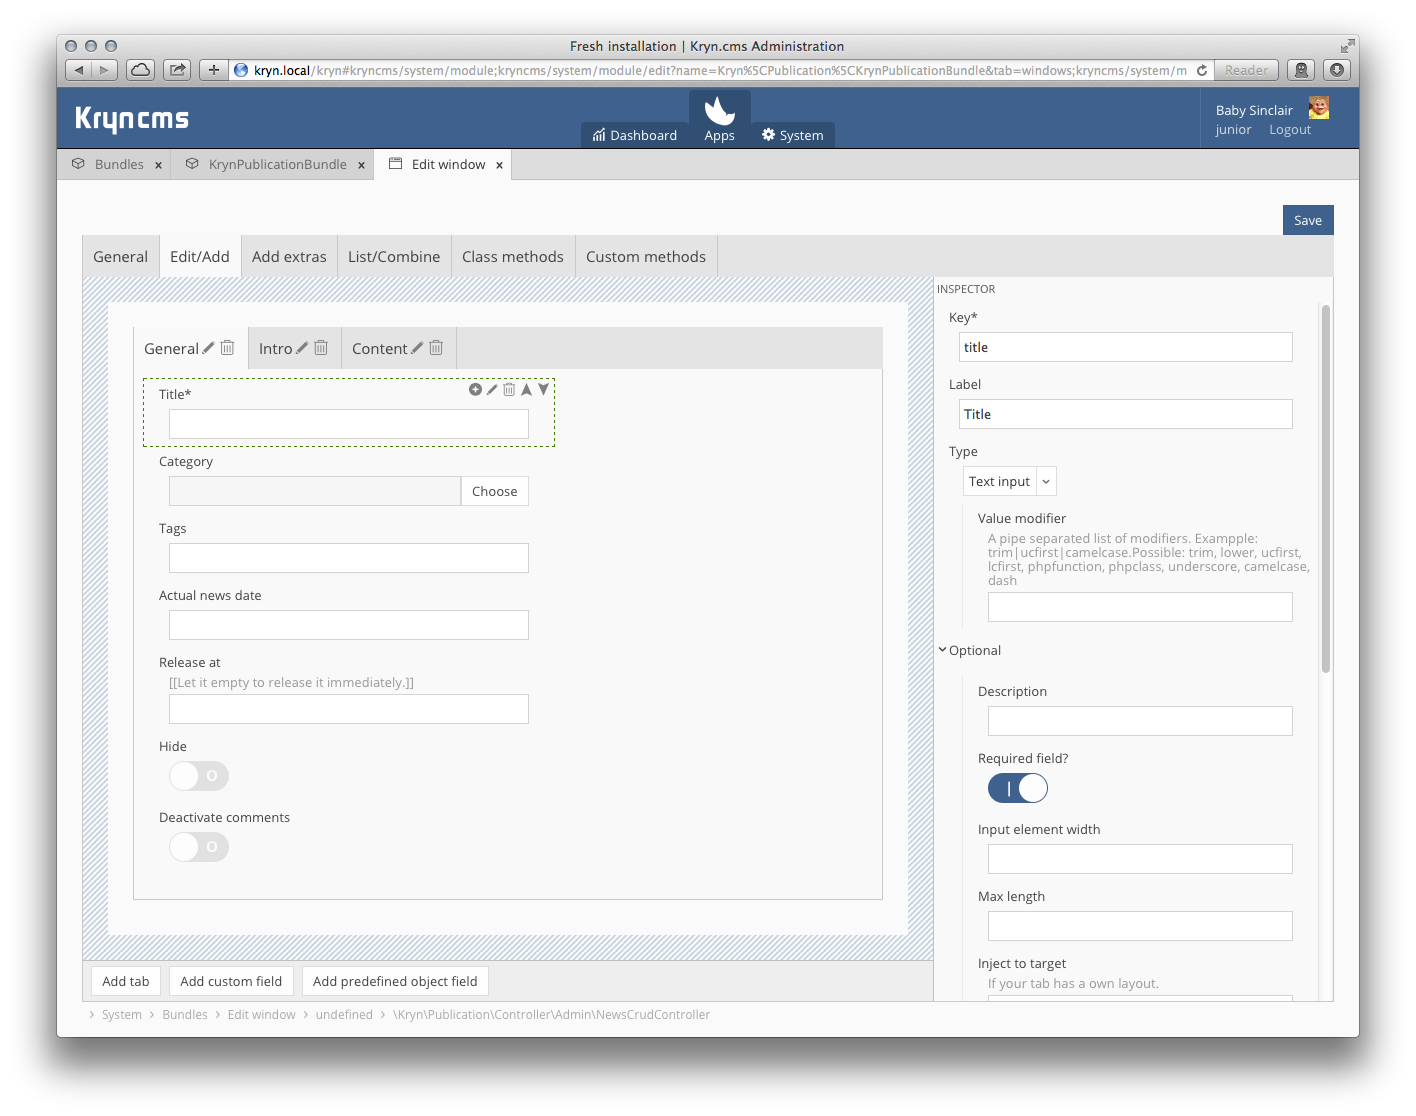 Fresh installation | Kryn.cms Administration
kryn.local/kryn#kryncms/system/module;kryncms/system/module/edit?name=Kryn%5CPublication%5CKrynPublicationBundle&tab=windows;kryncms/system/m
Reader
Kryncms
Dashboard
Apps
System
Baby Sinclair
junior Logout
Bundles x
KrynPublicationBundle x
Edit window x
Save
General
Edit/Add
Add extras
List/Combine
Class methods
Custom methods
General
Intro
Content
Title*
Category
Choose
Tags
Actual news date
Release at
[[Let it empty to release it immediately.]]
Hide
O
Deactivate comments
O
Add tab
Add custom field
Add predefined object field
INSPECTOR
Key*
title
Label
Title
Type
Text input
Value modifier
A pipe separated list of modifiers. Exampple:
trim|ucfirst|camelcase.Possible: trim, lower, ucfirst,
lcfirst, phpfunction, phpclass, underscore, camelcase,
dash
Optional
Description
Required field?
|
Input element width
Max length
Inject to target
If your tab has a own layout.
› System › Bundles › Edit window › undefined › \Kryn\Publication\Controller\Admin\NewsCrudController